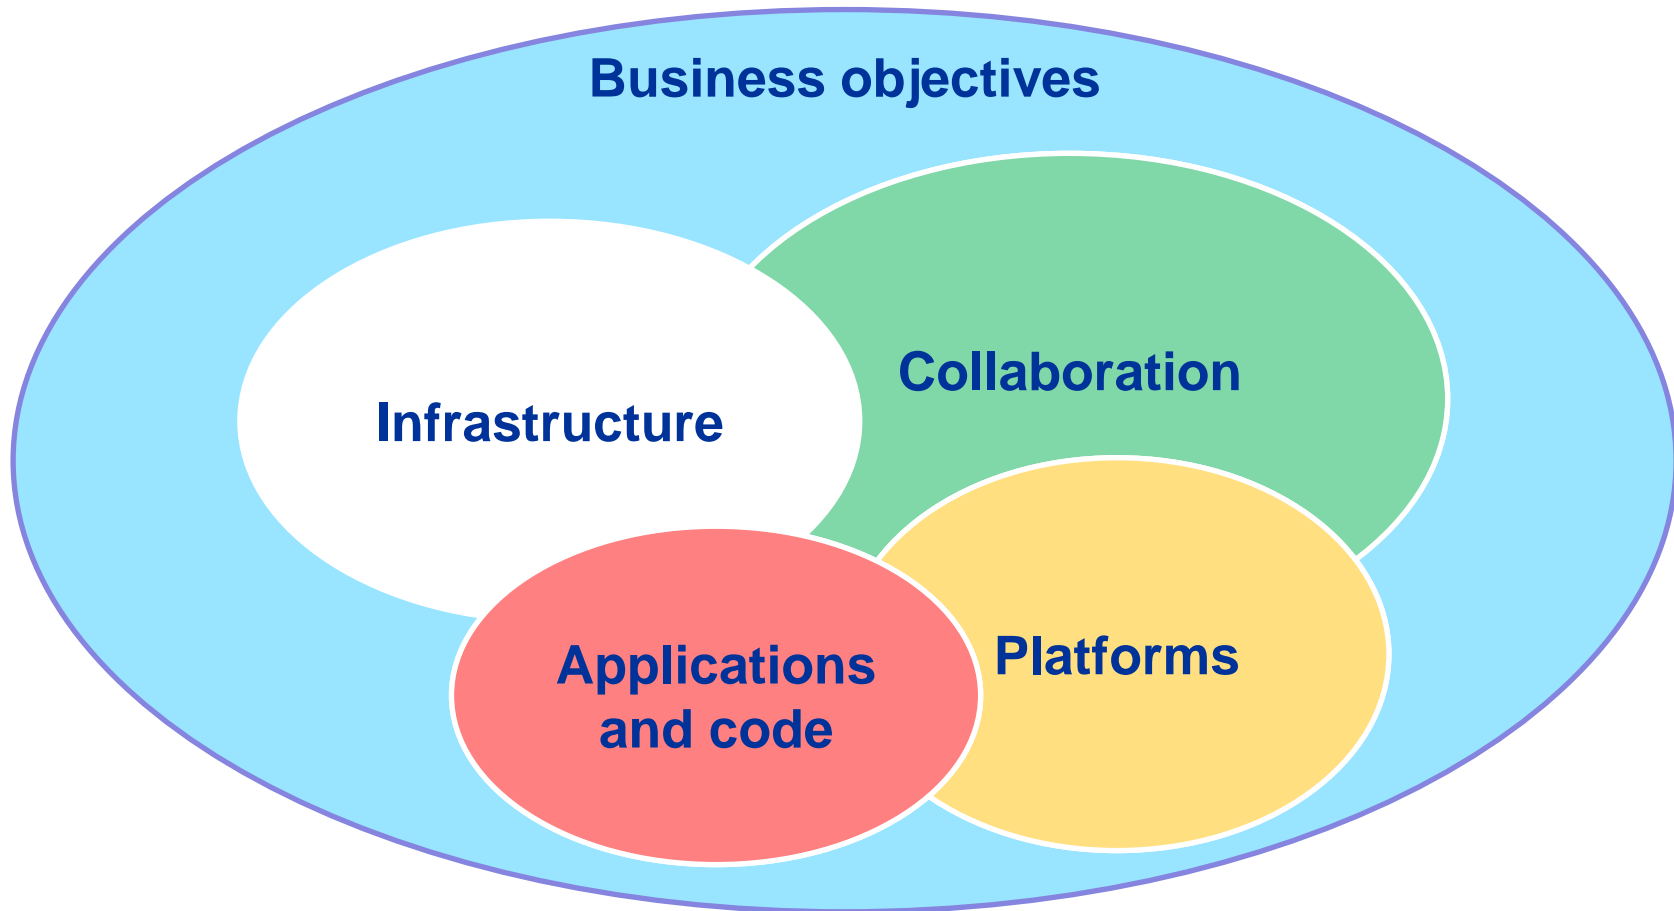 Business objectives
Collaboration
Infrastructure
Platforms
Applications
and code